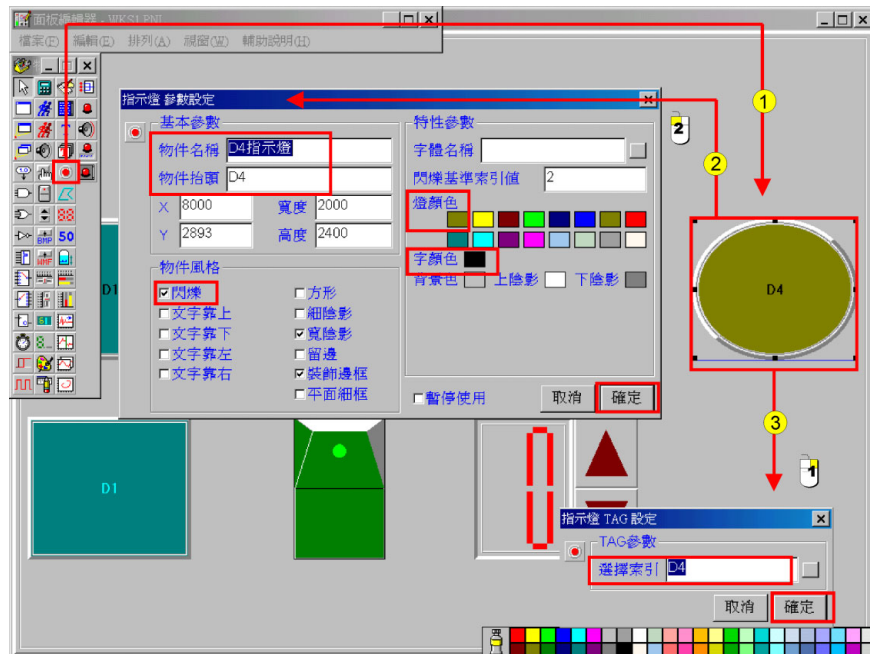 面板編輯器 - WKS1.PNL
檔案(F) 編輯(E) 排列(A) 視窗(W) 輔助說明(H)
指示燈 參數設定
基本參數
物件名稱 D4指示燈
物件抬頭 D4
X 8000 寬度 2000
Y 2893 高度 2400
物件風格
閃爍 方形
文字靠上 細陰影
文字靠下 寬陰影
文字靠左 留邊
文字靠右 裝飾邊框
平面細框
特性參數
字體名稱
閃爍基準索引值 2
燈顏色
字顏色
背景色 上陰影 下陰影
暫停使用 取消 確定
1
2
2
D4
3
1
D1
D1
指示燈 TAG 設定
TAG參數
選擇索引 D4
取消 確定
BMP 50
WMF